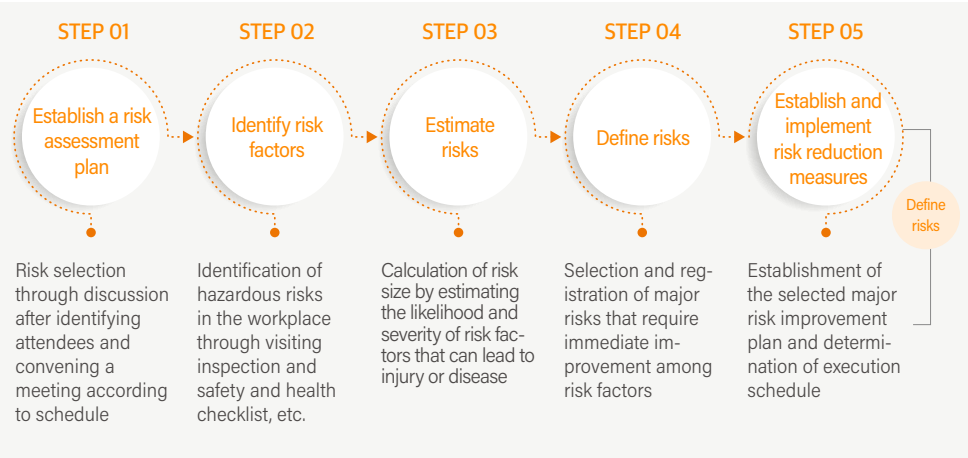 STEP 01
Establish a risk
assessment
plan
Risk selection
through discussion
after identifying
attendees and
convening a
meeting according
to schedule
STEP 02
Identify risk
factors
Identification of
hazardous risks
in the workplace
through visiting
inspection and
safety and health
checklist, etc.
STEP 03
Estimate
risks
Calculation of risk
size by estimating
the likelihood and
severity of risk fac-
tors that can lead to
injury or disease
STEP 04
Define risks
Selection and reg-
istration of major
risks that require
immediate im-
provement among
risk factors
STEP 05
Establish and
implement
risk reduction
measures
Establishment of
the selected major
risk improvement
plan and determi-
nation of execution
schedule
Define
risks